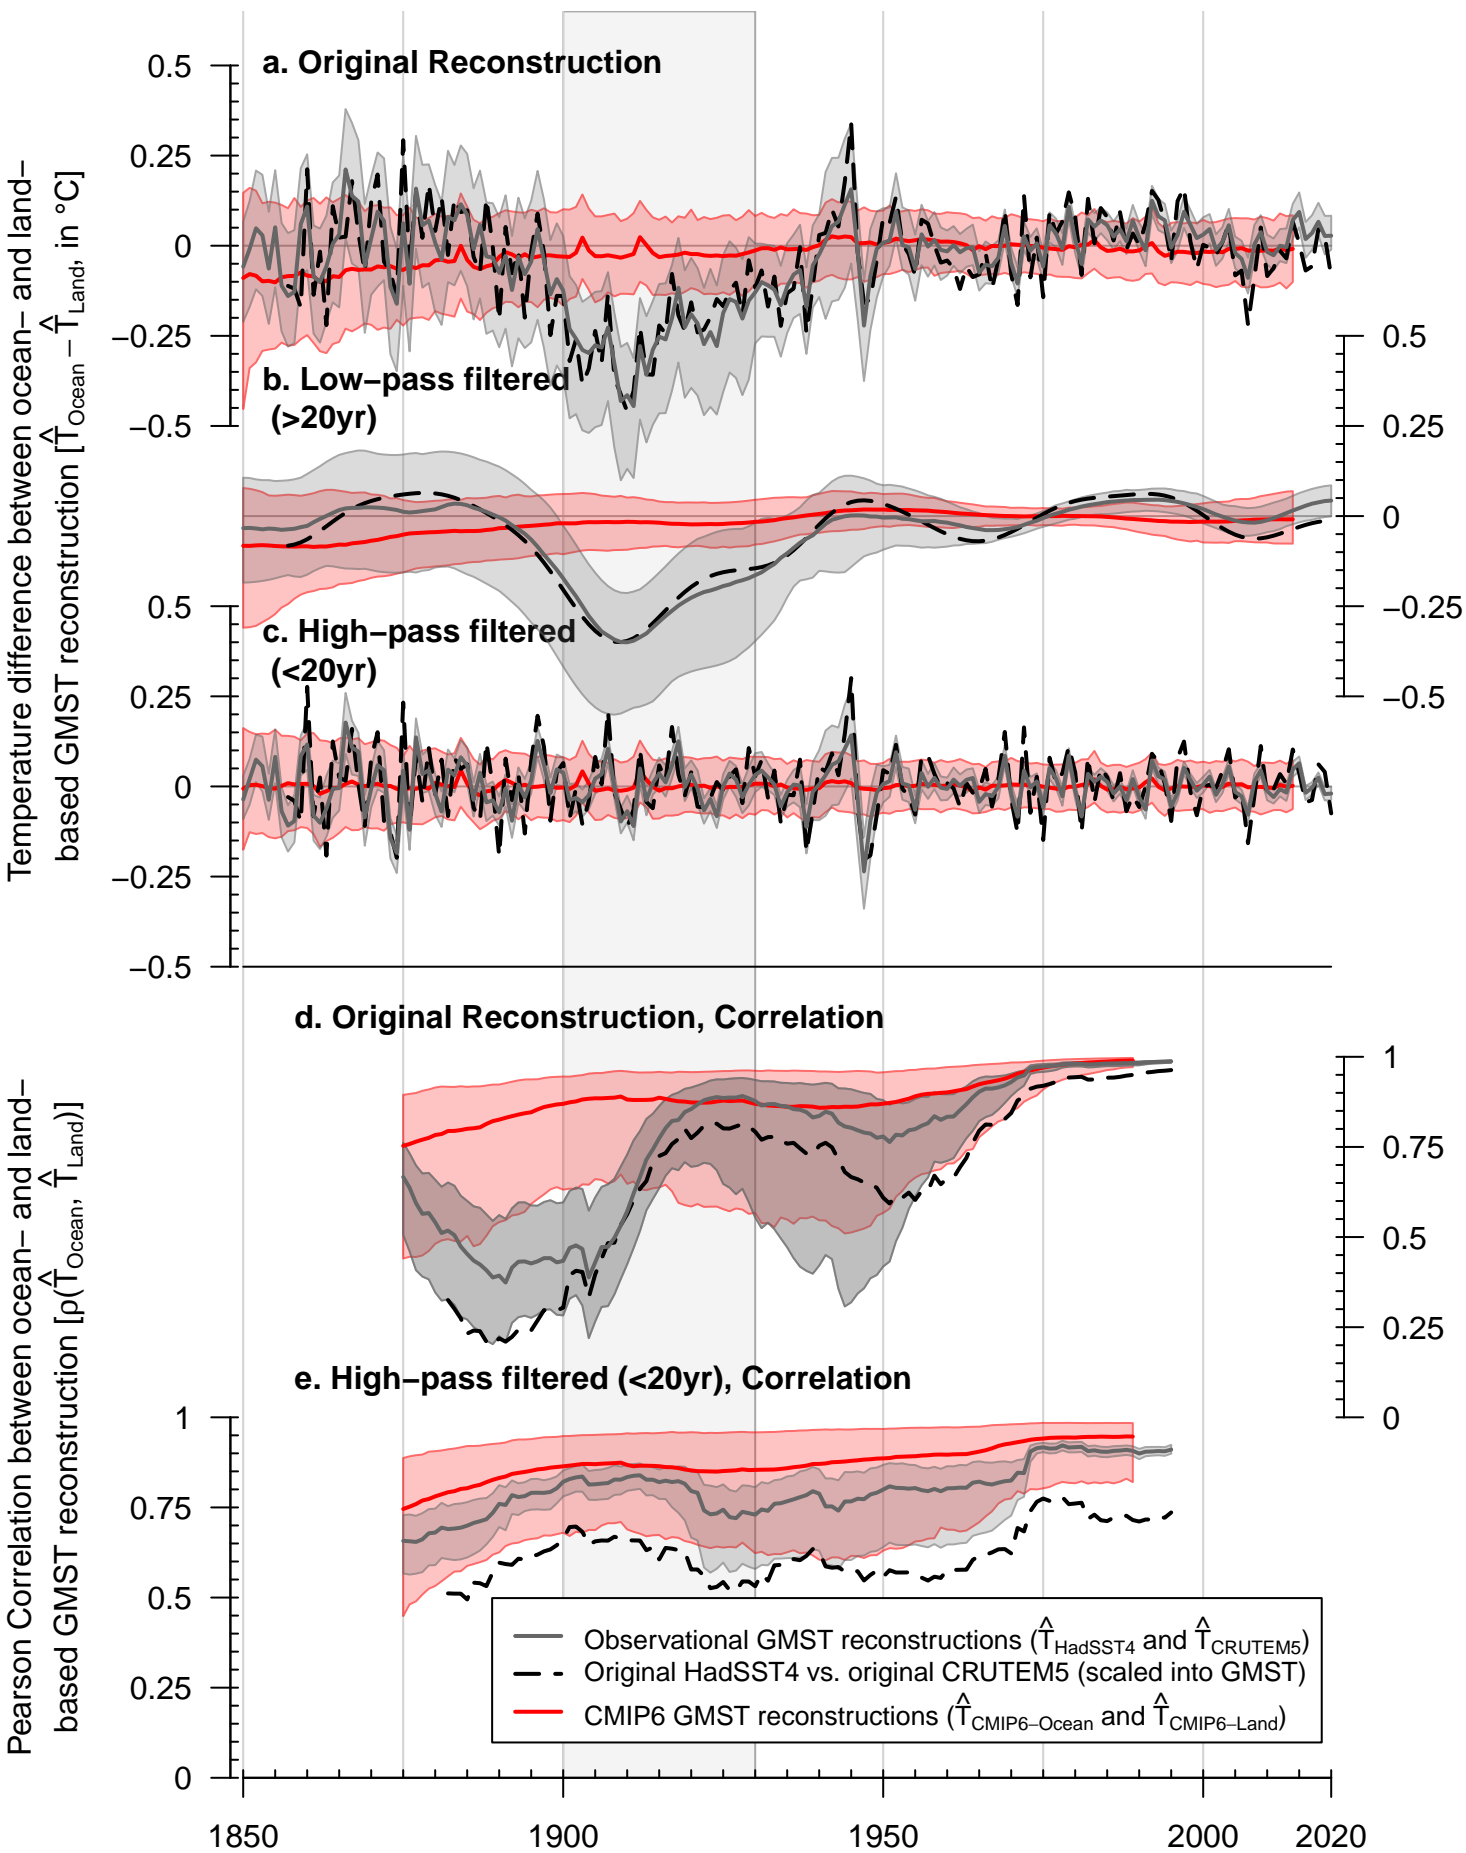 a. Original Reconstruction
0.5
0.25
0
−0.25
−0.5
b. Low−pass filtered
(>20yr)
0.5
0.25
0
−0.25
−0.5
c. High−pass filtered
(<20yr)
0.5
0.25
0
−0.25
−0.5
Temperature difference between ocean− and land−
based GMST reconstruction [T̂Ocean − T̂Land, in °C]
d. Original Reconstruction, Correlation
1
0.75
0.5
0.25
0
e. High−pass filtered (<20yr), Correlation
1
0.75
0.5
0.25
0
Pearson Correlation between ocean− and land−
based GMST reconstruction [ρ(T̂Ocean, T̂Land)]
Observational GMST reconstructions (T̂HadSST4 and T̂CRUTEM5)
Original HadSST4 vs. original CRUTEM5 (scaled into GMST)
CMIP6 GMST reconstructions (T̂CMIP6−Ocean and T̂CMIP6−Land)
1850 1900 1950 2000 2020